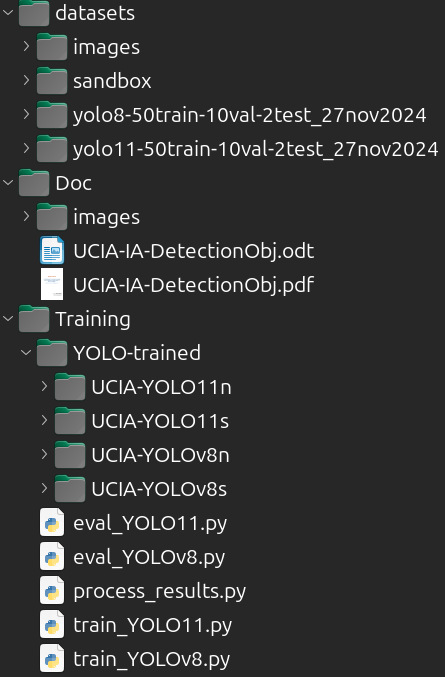 datasets
images
sandbox
yolo8-50train-10val-2test_27nov2024
yolo11-50train-10val-2test_27nov2024
Doc
images
UCIA-IA-DetectionObj.odt
UCIA-IA-DetectionObj.pdf
Training
YOLO-trained
UCIA-YOLO11n
UCIA-YOLO11s
UCIA-YOLOv8n
UCIA-YOLOv8s
eval_YOLO11.py
eval_YOLOv8.py
process_results.py
train_YOLO11.py
train_YOLOv8.py